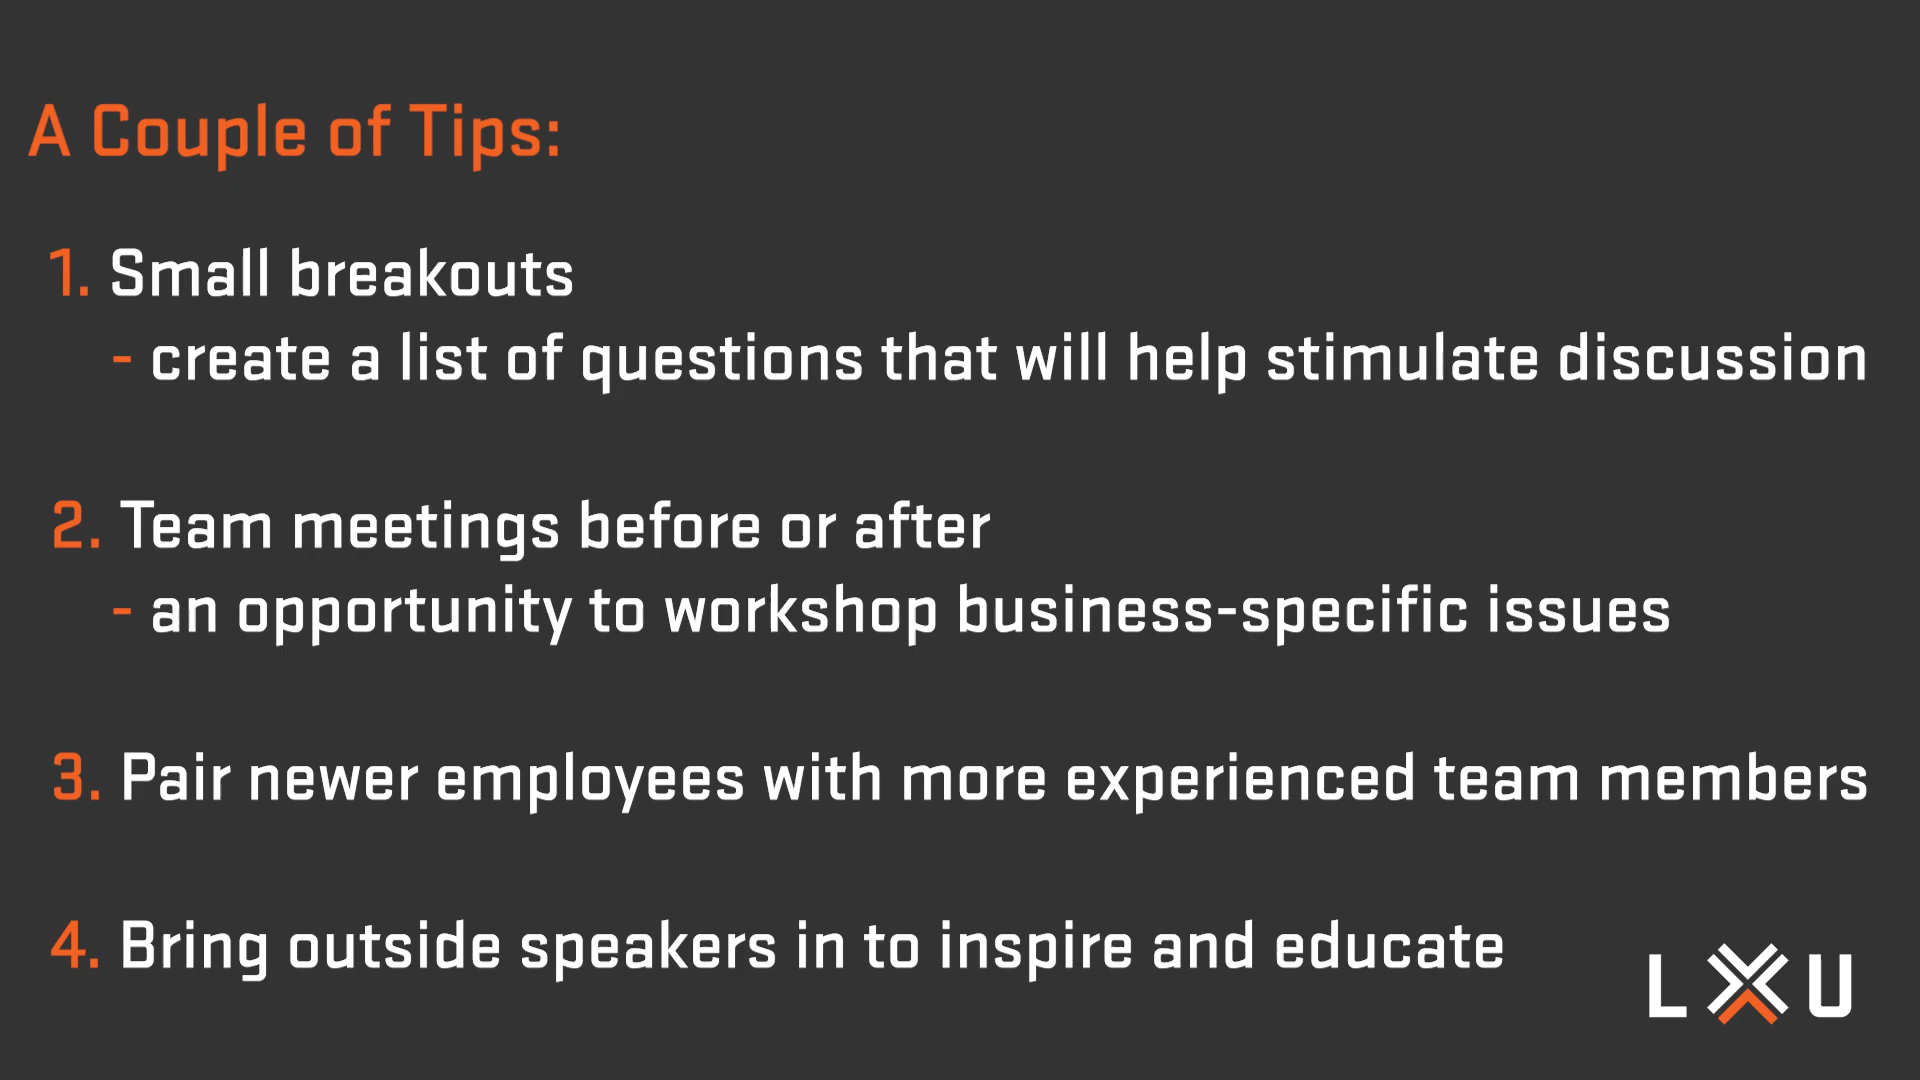 A Couple of Tips:
1. Small breakouts
- create a list of questions that will help stimulate discussion
2. Team meetings before or after
- an opportunity to workshop business-specific issues
3. Pair newer employees with more experienced team members
4. Bring outside speakers in to inspire and educate
LXU